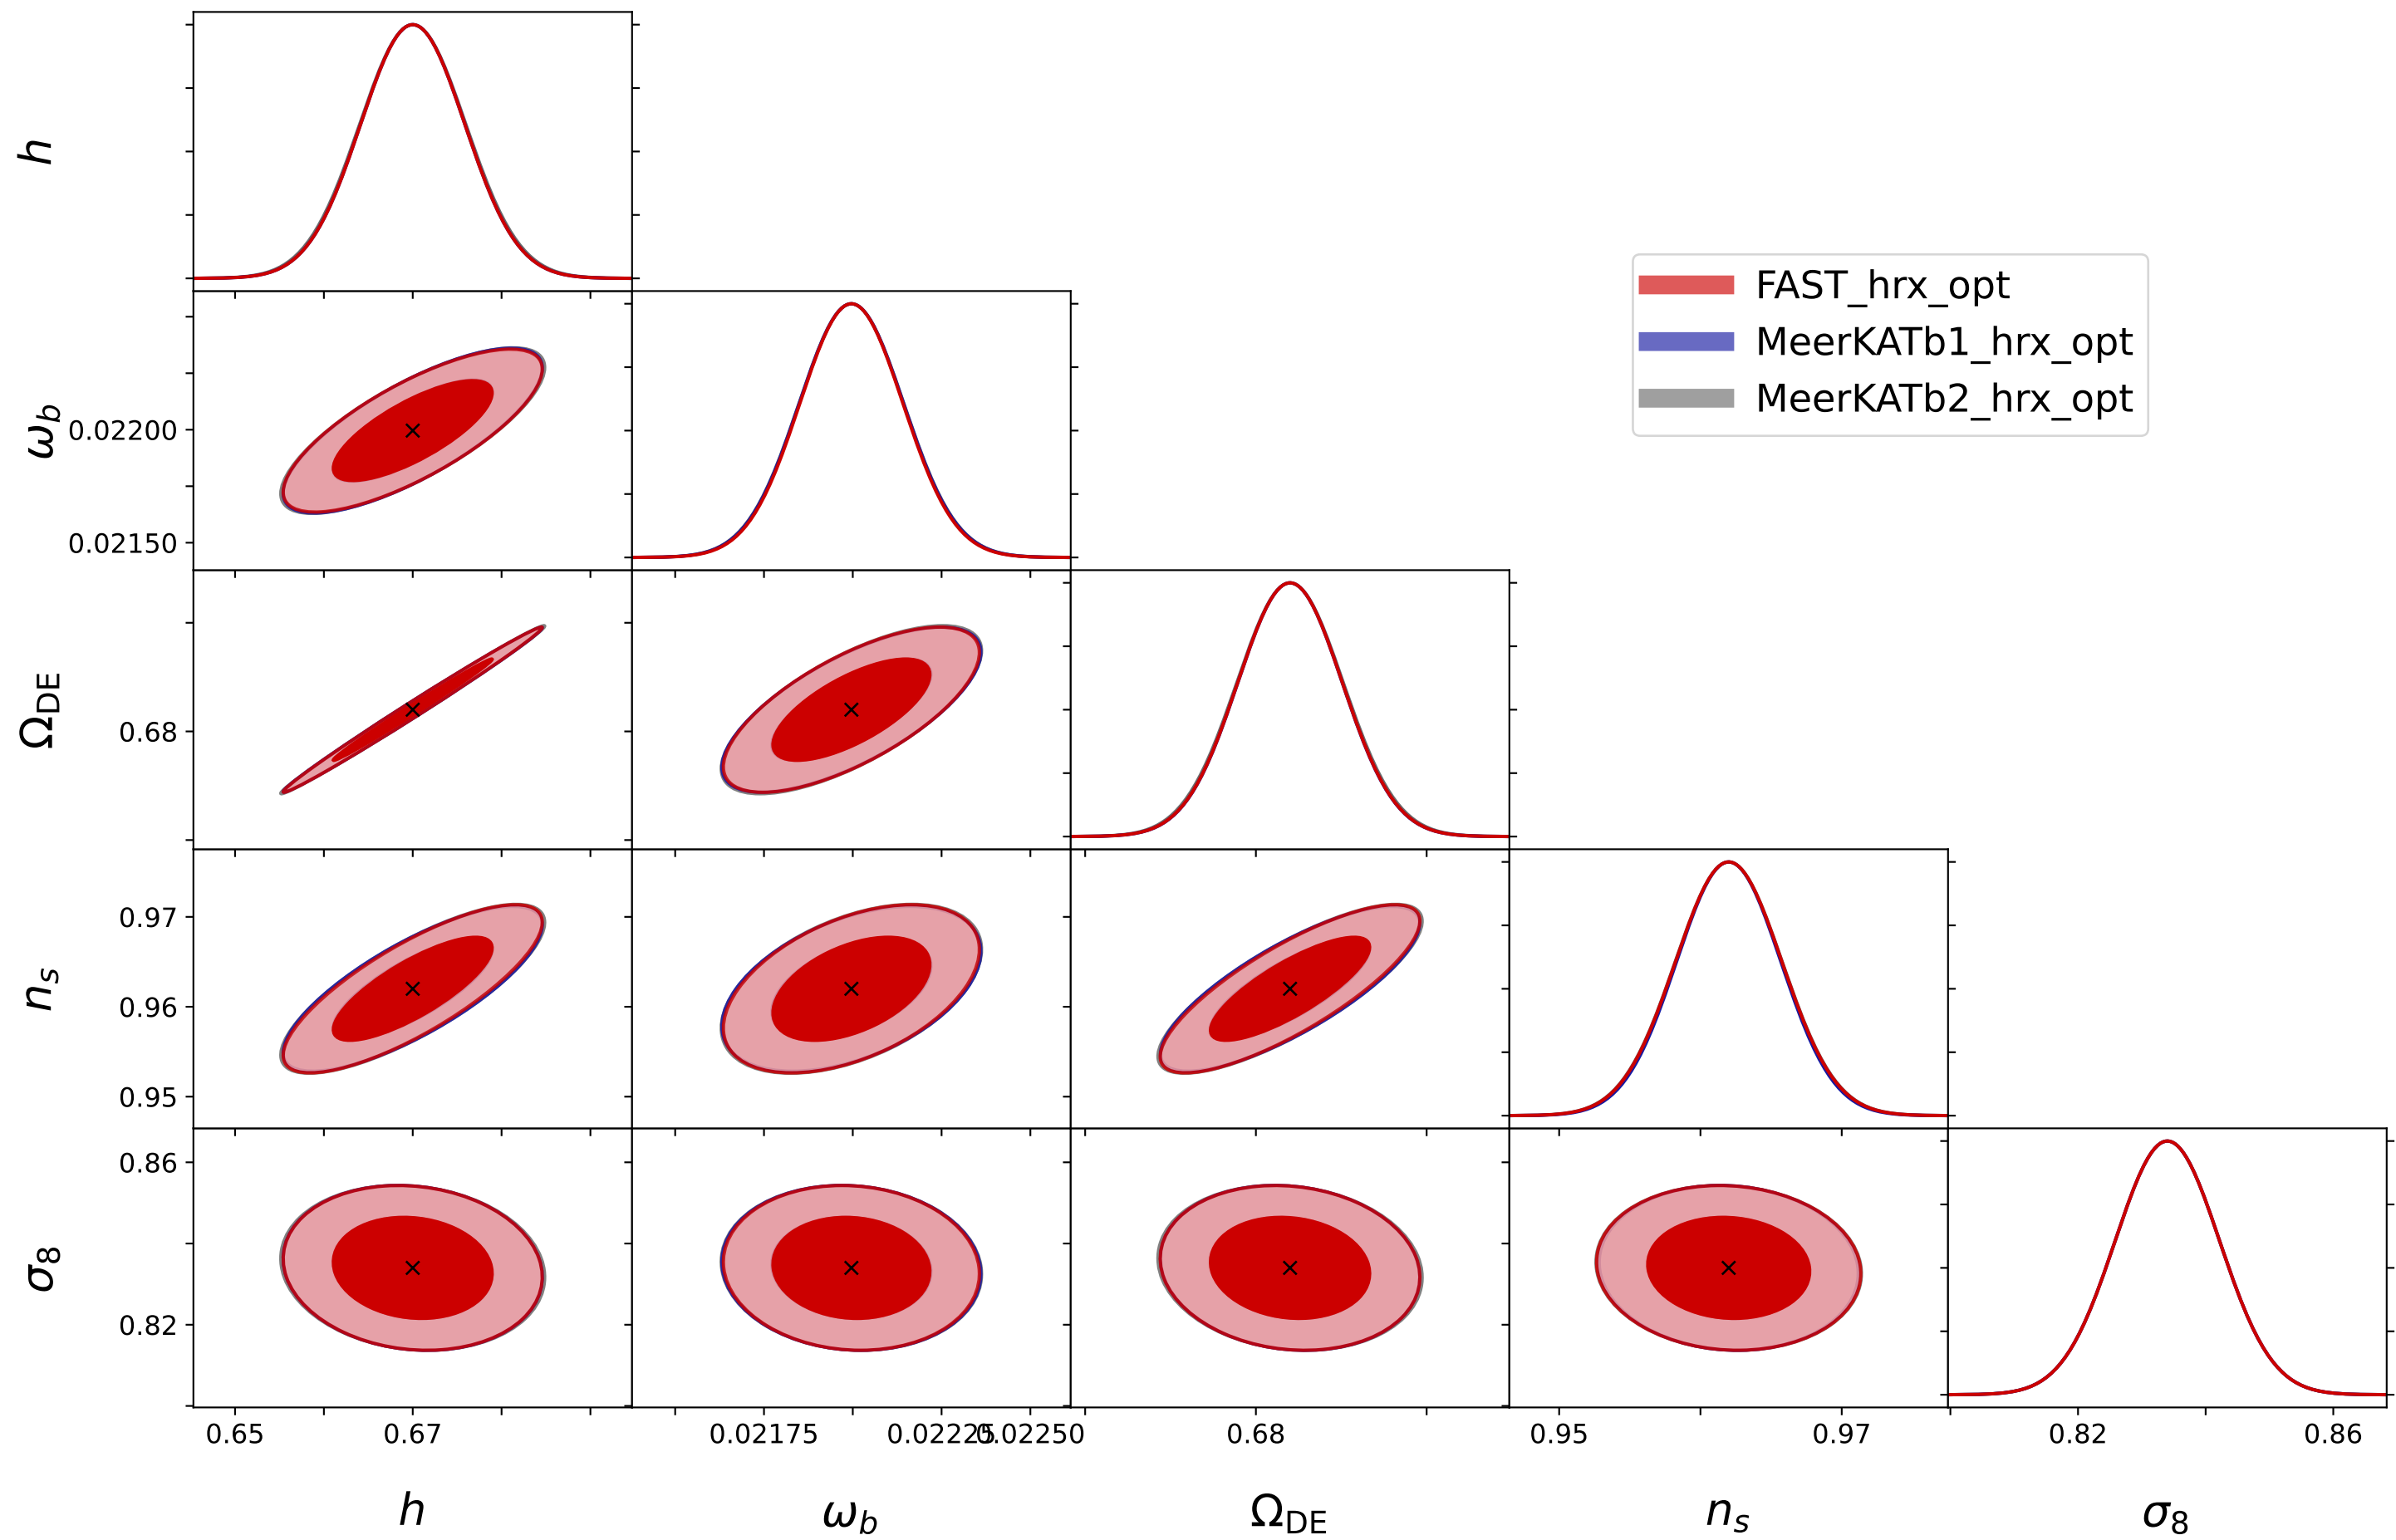 h
FAST_hrx_opt
MeerKATb1_hrx_opt
MeerKATb2_hrx_opt
ω_b
0.02200
0.02150
Ω_DE
0.68
n_s
0.97
0.96
0.95
σ_8
0.86
0.82
0.65 0.67 0.02175 0.02225 0.02250 0.68 0.95 0.97 0.82 0.86
h ω_b Ω_DE n_s σ_8